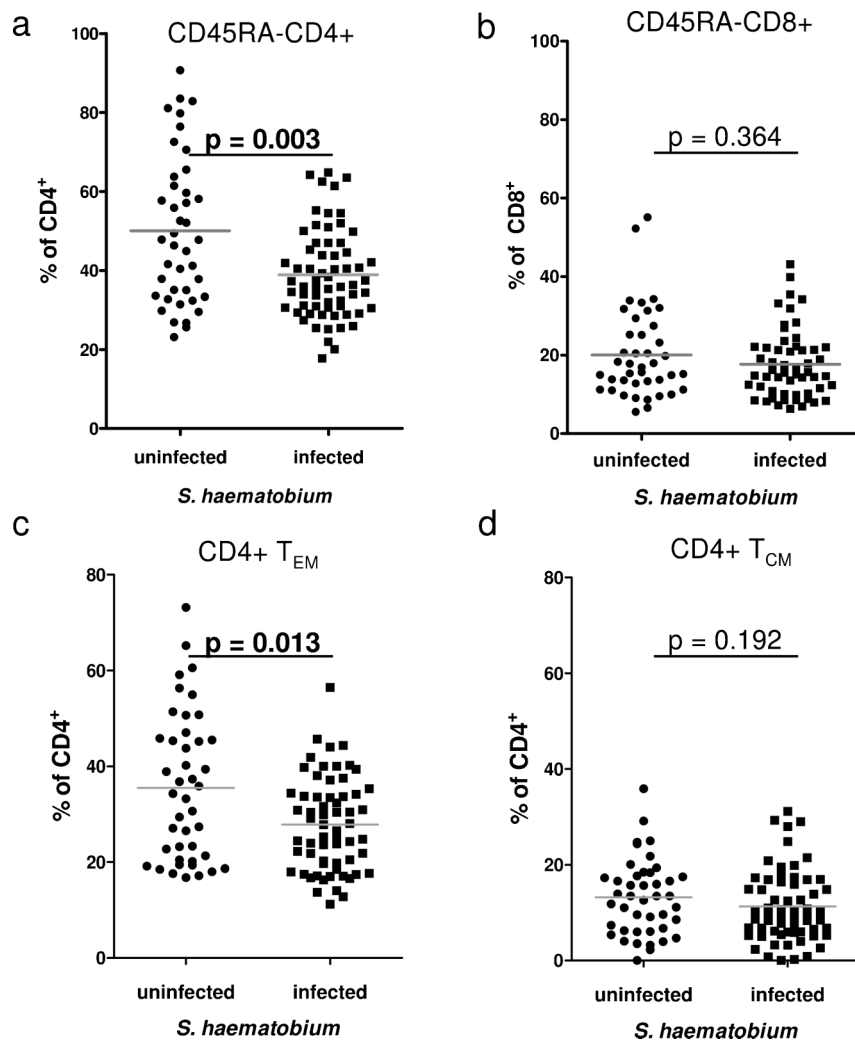 a
CD45RA-CD4+
% of CD4+
100
80
60
40
20
0
p = 0.003
uninfected infected
S. haematobium
b
CD45RA-CD8+
% of CD8+
100
80
60
40
20
0
p = 0.364
uninfected infected
S. haematobium
c
CD4+ TEM
% of CD4+
80
60
40
20
0
p = 0.013
uninfected infected
S. haematobium
d
CD4+ TCM
% of CD4+
80
60
40
20
0
p = 0.192
uninfected infected
S. haematobium